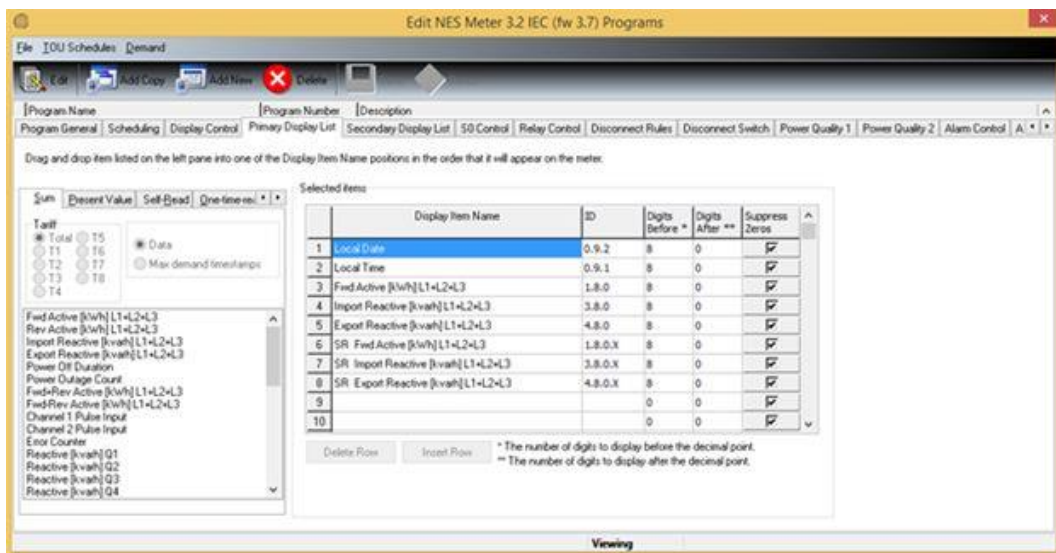 Edit NES Meter 3.2 IEC (fw 3.7) Programs
File TOU Schedules Demand
Edit Add Copy Add New Delete
Program Name Program Number Description
Program General Scheduling Display Control Primary Display List Secondary Display List S0 Control Relay Control Disconnect Rules Disconnect Switch Power Quality 1 Power Quality 2 Alarm Control A
Drag and drop item listed on the left pane into one of the Display Item Name positions in the order that it will appear on the meter.
Sum Present Value Self-Read One-time-rea
Tariff
Total T5
T1 T6
T2 T7
T3 T8
T4
Data
Max demand timestamps
Fwd Active [kWh] L1+L2+L3
Rev Active [kWh] L1+L2+L3
Import Reactive [kvarh] L1+L2+L3
Export Reactive [kvarh] L1+L2+L3
Power Off Duration
Power Outage Count
Fwd+Rev Active [kWh] L1+L2+L3
Fwd-Rev Active [kWh] L1+L2+L3
Channel 1 Pulse Input
Channel 2 Pulse Input
Error Counter
Reactive [kvarh] Q1
Reactive [kvarh] Q2
Reactive [kvarh] Q3
Reactive [kvarh] Q4
Selected items
Display Item Name ID Digits Before * Digits After ** Suppress Zeros
1 Local Date 0.9.2 8 0
2 Local Time 0.9.1 8 0
3 Fwd Active [kWh] L1+L2+L3 1.8.0 8 0
4 Import Reactive [kvarh] L1+L2+L3 3.8.0 8 0
5 Export Reactive [kvarh] L1+L2+L3 4.8.0 8 0
6 SR Fwd Active [kWh] L1+L2+L3 1.8.0.X 8 0
7 SR Import Reactive [kvarh] L1+L2+L3 3.8.0.X 8 0
8 SR Export Reactive [kvarh] L1+L2+L3 4.8.0.X 8 0
9 0 0
10 0 0
Delete Row Insert Row
* The number of digits to display before the decimal point.
** The number of digits to display after the decimal point.
Viewing